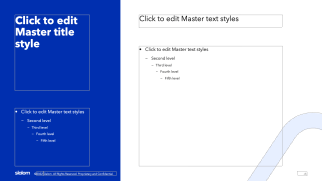 Click to edit
Master title
style
• Click to edit Master text styles
– Second level
• Third level
• Fourth level
– Fifth level
slalom
Click to edit Master text styles
• Click to edit Master text styles
– Second level
• Third level
• Fourth level
– Fifth level